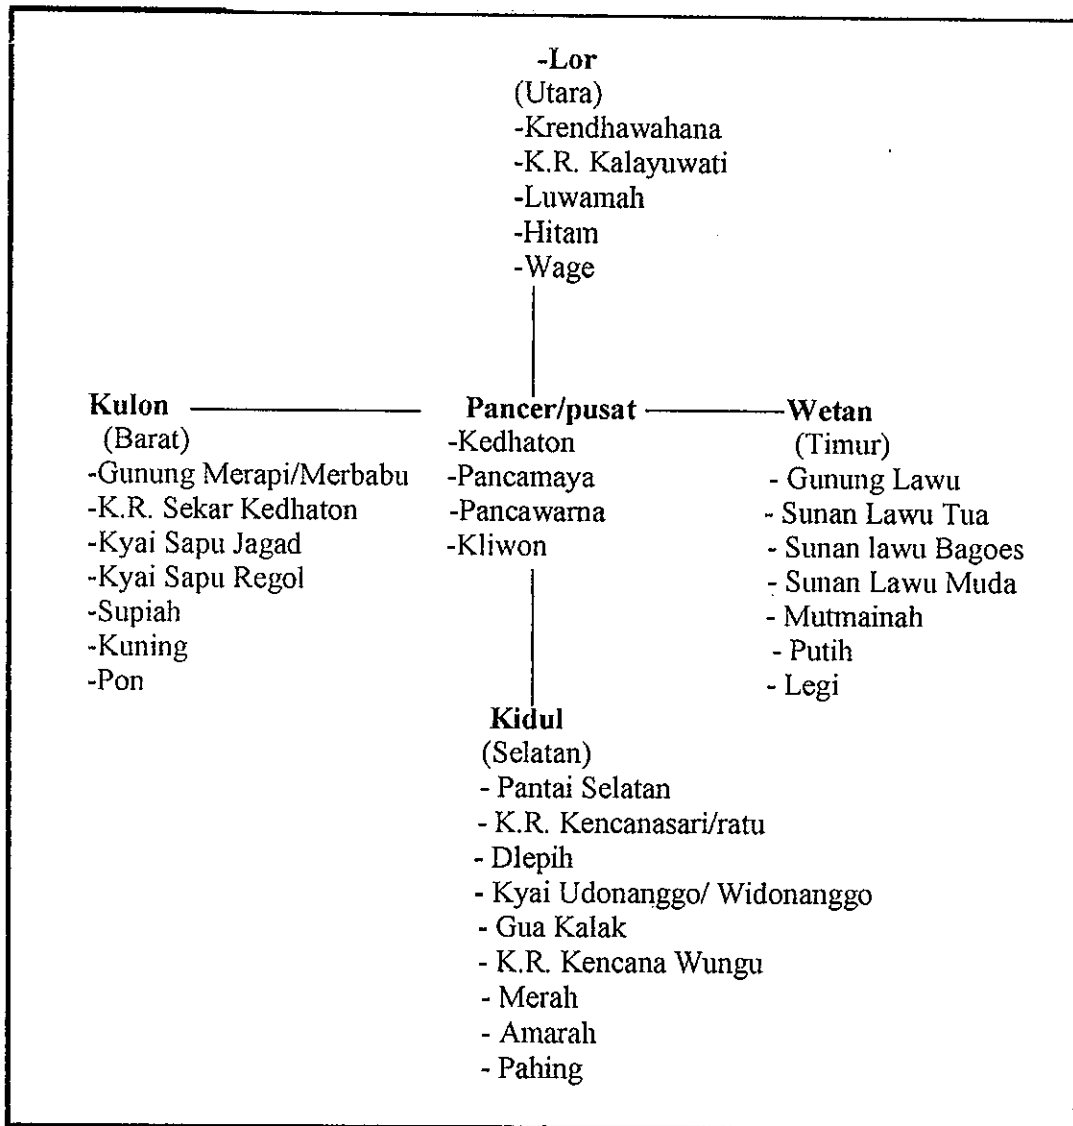 -Lor
(Utara)
-Krendhawahana
-K.R. Kalayuwati
-Luwamah
-Hitam
-Wage
Kulon
(Barat)
-Gunung Merapi/Merbabu
-K.R. Sekar Kedhaton
-Kyai Sapu Jagad
-Kyai Sapu Regol
-Supiah
-Kuning
-Pon
Pancer/pusat
-Kedhaton
-Pancamaya
-Pancawarna
-Kliwon
Wetan
(Timur)
- Gunung Lawu
- Sunan Lawu Tua
- Sunan lawu Bagoes
- Sunan Lawu Muda
- Mutmainah
- Putih
- Legi
Kidul
(Selatan)
- Pantai Selatan
- K.R. Kencanasari/ratu
- Dlepih
- Kyai Udonanggo/ Widonanggo
- Gua Kalak
- K.R. Kencana Wungu
- Merah
- Amarah
- Pahing